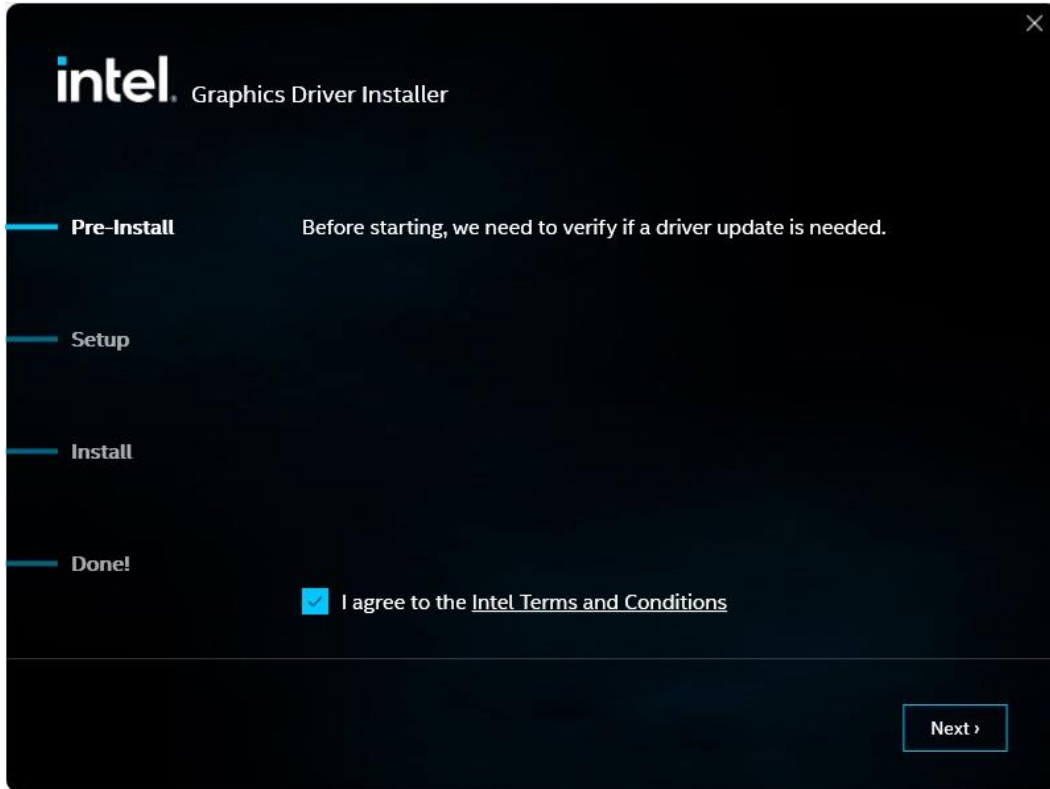 intel. Graphics Driver Installer
Pre-Install
Before starting, we need to verify if a driver update is needed.
Setup
Install
Done!
I agree to the Intel Terms and Conditions
Next ›